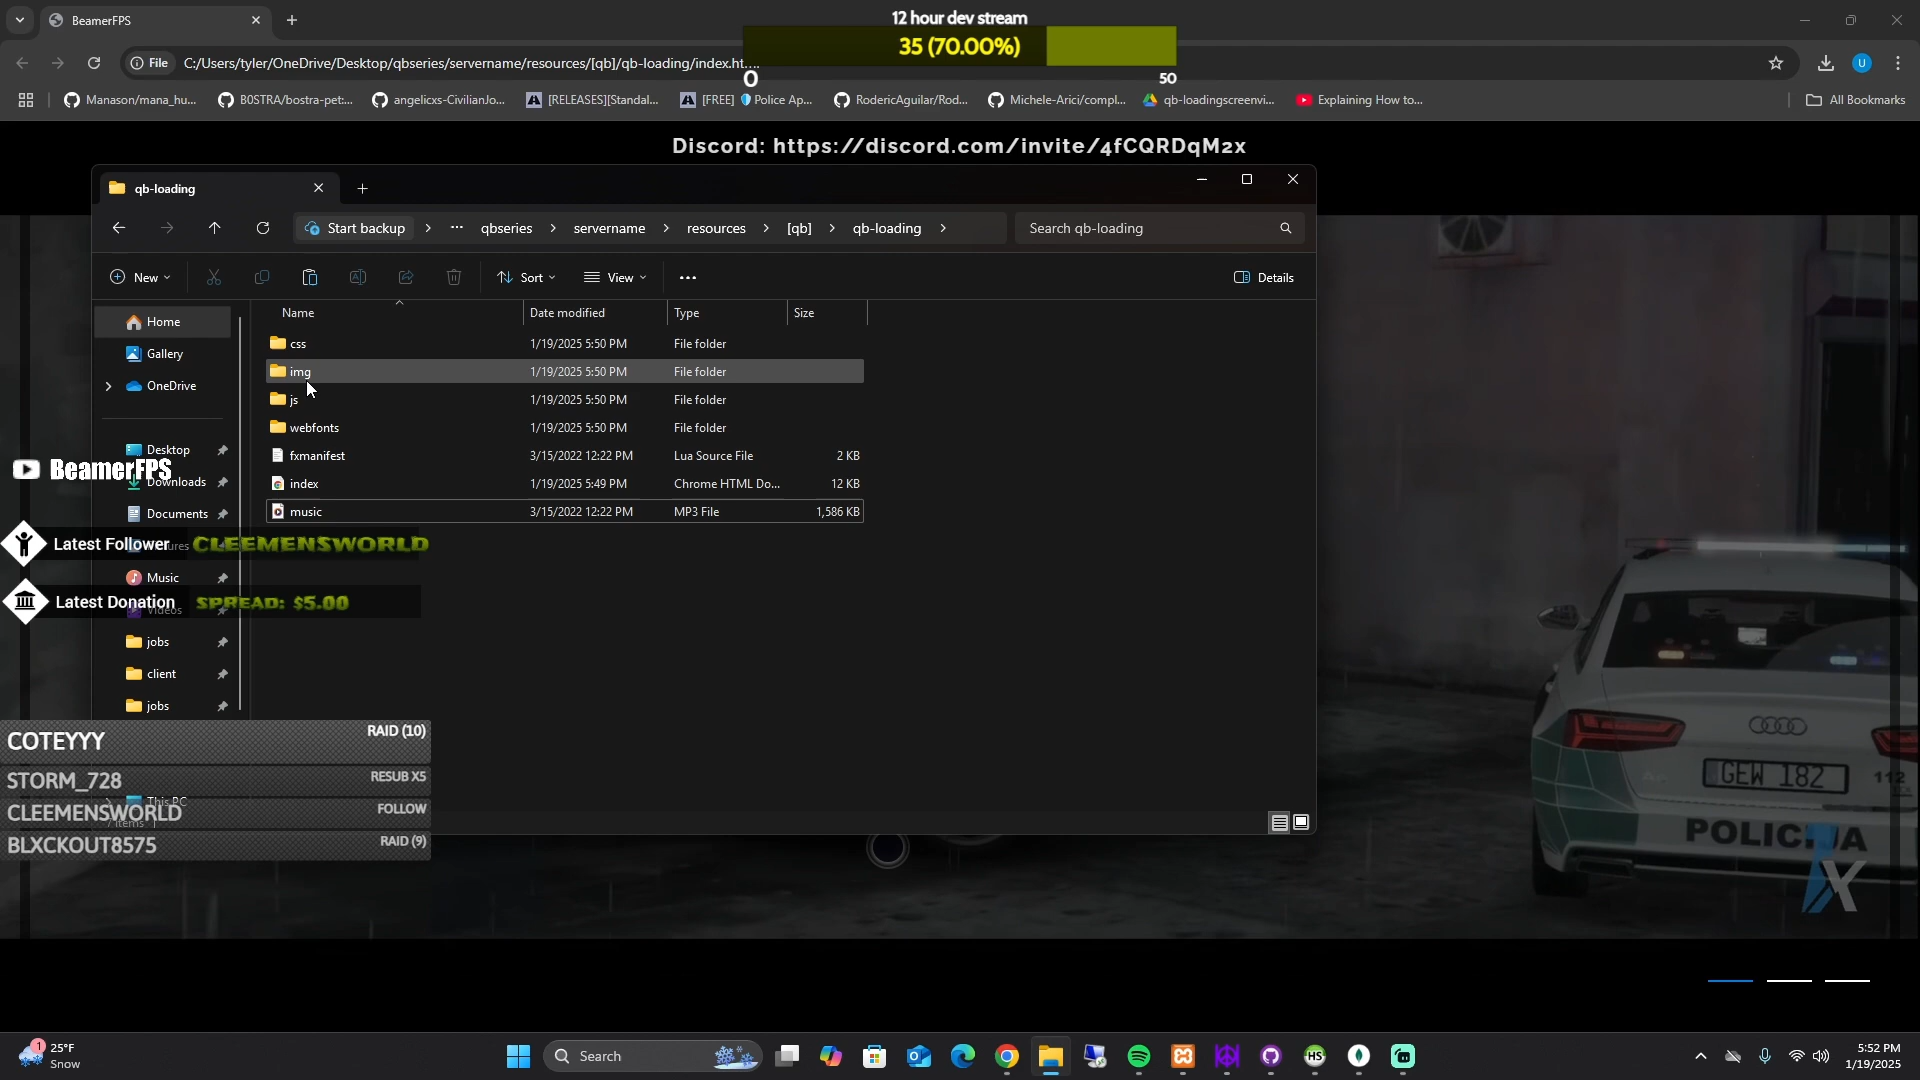 BeamerFPS
12 hour dev stream
35 (70.00%)
0
50
File
C:/Users/tyler/OneDrive/Desktop/qbseries/servername/resources/[qb]/qb-loading/index.ht...
U
Manason/mana_hu...
B0STRA/bostra-pet:...
angelicxs-CivilianJo...
[RELEASES][Standal...
[FREE] Police Ap...
RodericAguilar/Rod...
Michele-Arici/compl...
qb-loadingscreenvi...
Explaining How to...
All Bookmarks
Discord: https://discord.com/invite/4fCQRDqM2x
qb-loading
Start backup
qbseries
servername
resources
[qb]
qb-loading
Search qb-loading
New
Sort
View
Details
Name
Date modified
Type
Size
css 1/19/2025 5:50 PM File folder
img 1/19/2025 5:50 PM File folder
js 1/19/2025 5:50 PM File folder
webfonts 1/19/2025 5:50 PM File folder
fxmanifest 3/15/2022 12:22 PM Lua Source File 2 KB
index 1/19/2025 5:49 PM Chrome HTML Do... 12 KB
music 3/15/2022 12:22 PM MP3 File 1,586 KB
Home
Gallery
OneDrive
Desktop
BeamerFPS
Downloads
Documents
Latest Follower CLEEMENSWORLD
Music
Latest Donation SPREAD: $5.00
Videos
jobs
client
jobs
COTEYYY RAID (10)
STORM_728 RESUB X5
This PC
CLEEMENSWORLD FOLLOW
7 items
BLXCKOUT8575 RAID (9)
GEW 182
112
POLICIJA
X
1
25°F
Snow
Search
HS
5:52 PM
1/19/2025